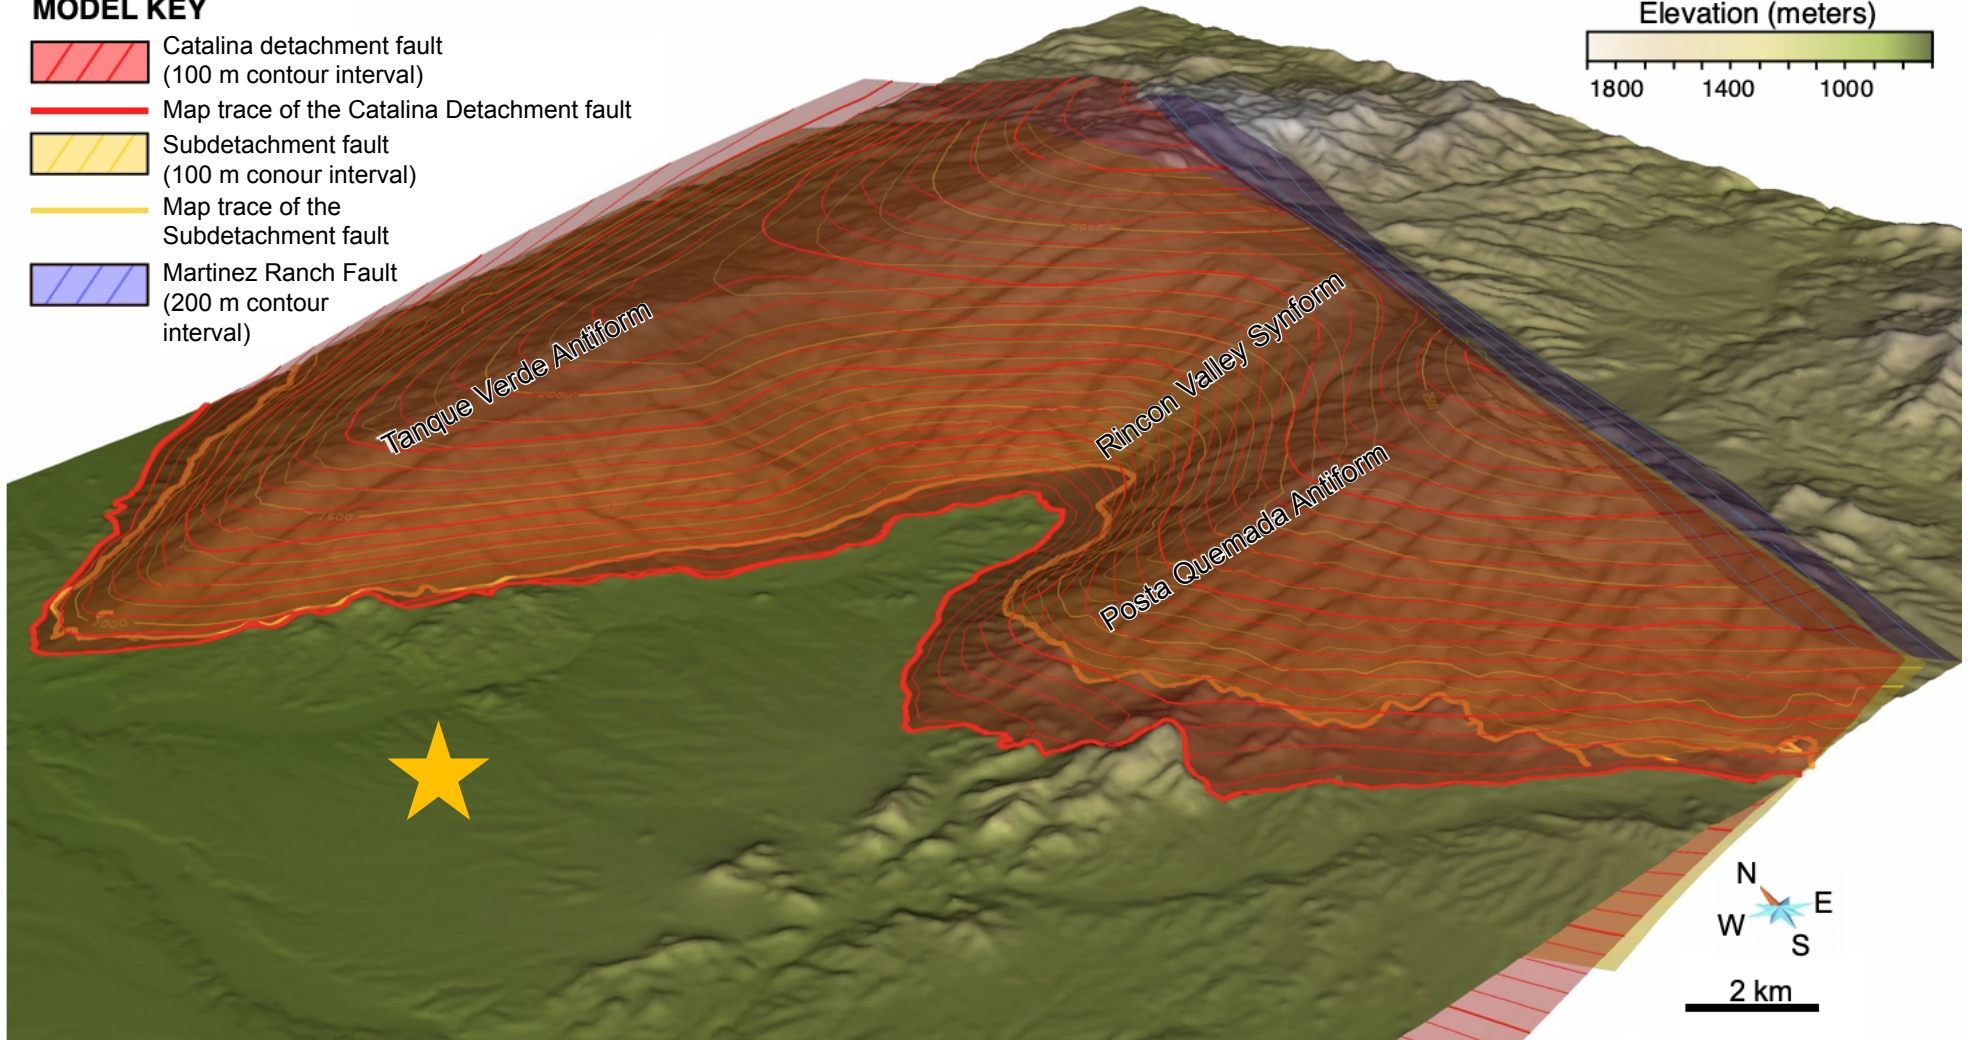 MODEL KEY
Catalina detachment fault
(100 m contour interval)
Map trace of the Catalina Detachment fault
Subdetachment fault
(100 m conour interval)
Map trace of the
Subdetachment fault
Martinez Ranch Fault
(200 m contour
interval)
Elevation (meters)
1800 1400 1000
Tanque Verde Antiform
Rincon Valley Synform
Posta Quemada Antiform
1500
1000
N
E
W
S
2 km